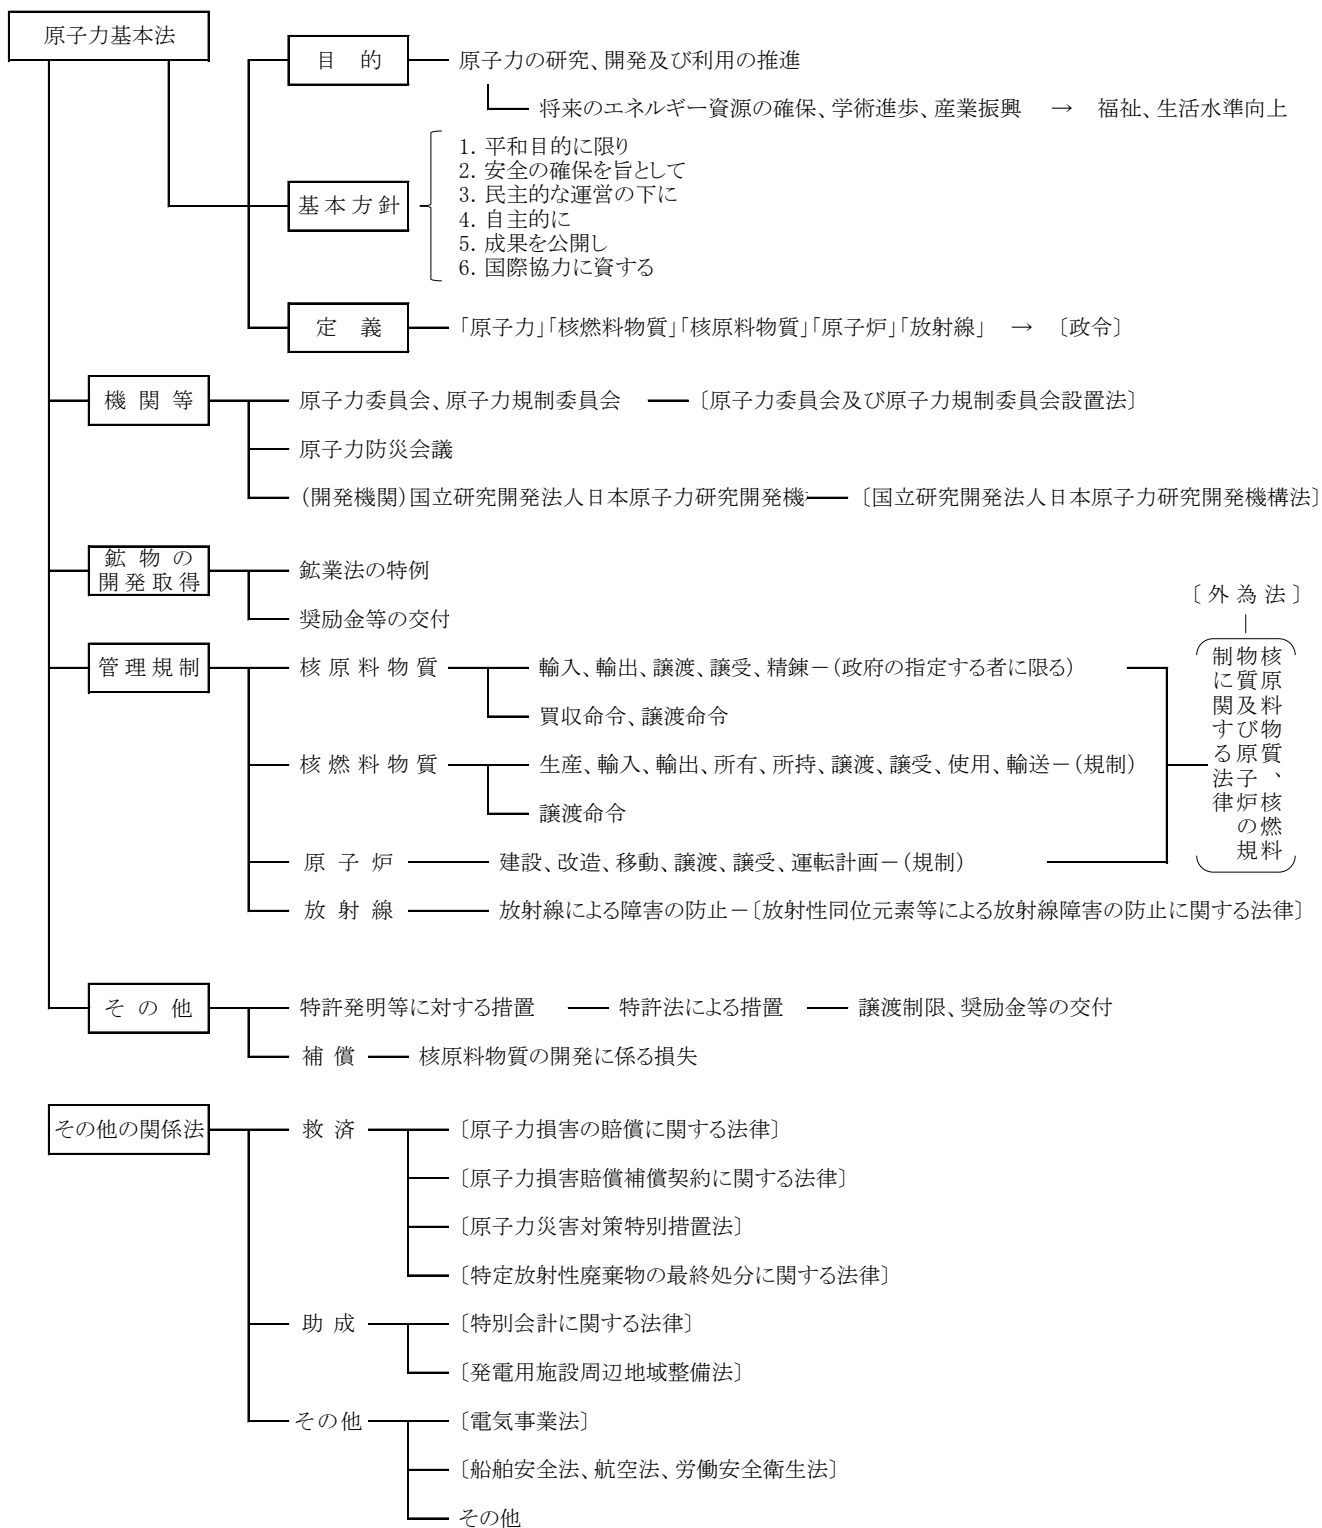 原子力基本法
目 的
原子力の研究、開発及び利用の推進
将来のエネルギー資源の確保、学術進歩、産業振興 → 福祉、生活水準向上
基本方針
1. 平和目的に限り
2. 安全の確保を旨として
3. 民主的な運営の下に
4. 自主的に
5. 成果を公開し
6. 国際協力に資する
定 義
「原子力」「核燃料物質」「核原料物質」「原子炉」「放射線」 → 〔政令〕
機関等
原子力委員会、原子力規制委員会 〔原子力委員会及び原子力規制委員会設置法〕
原子力防災会議
(開発機関)国立研究開発法人日本原子力研究開発機 〔国立研究開発法人日本原子力研究開発機構法〕
鉱物の
開発取得
鉱業法の特例
奨励金等の交付
管理規制
核原料物質
輸入、輸出、譲渡、譲受、精錬-(政府の指定する者に限る)
買収命令、譲渡命令
核燃料物質
生産、輸入、輸出、所有、所持、譲渡、譲受、使用、輸送-(規制)
譲渡命令
原子炉
建設、改造、移動、譲渡、譲受、運転計画-(規制)
放射線
放射線による障害の防止-〔放射性同位元素等による放射線障害の防止に関する法律〕
〔外為法〕
核原料物質、核燃料
物質及び原子炉の規
制に関する法律
その他
特許発明等に対する措置 特許法による措置 譲渡制限、奨励金等の交付
補償 核原料物質の開発に係る損失
その他の関係法
救済
〔原子力損害の賠償に関する法律〕
〔原子力損害賠償補償契約に関する法律〕
〔原子力災害対策特別措置法〕
〔特定放射性廃棄物の最終処分に関する法律〕
助成
〔特別会計に関する法律〕
〔発電用施設周辺地域整備法〕
その他
〔電気事業法〕
〔船舶安全法、航空法、労働安全衛生法〕
その他